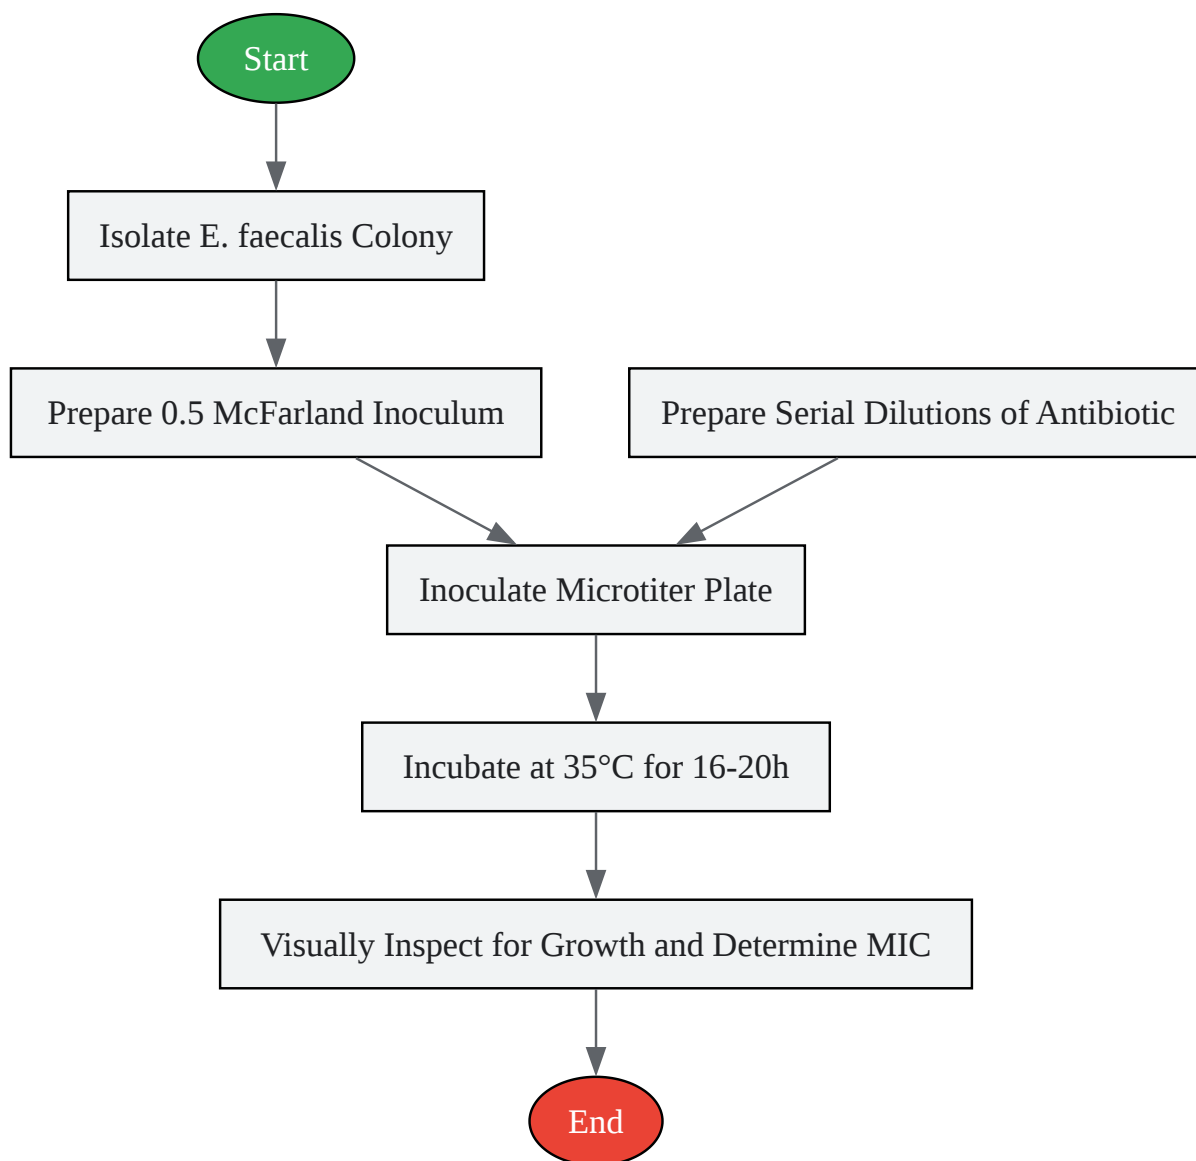 Start
Isolate E. faecalis Colony
Prepare 0.5 McFarland Inoculum
Prepare Serial Dilutions of Antibiotic
Inoculate Microtiter Plate
Incubate at 35°C for 16-20h
Visually Inspect for Growth and Determine MIC
End